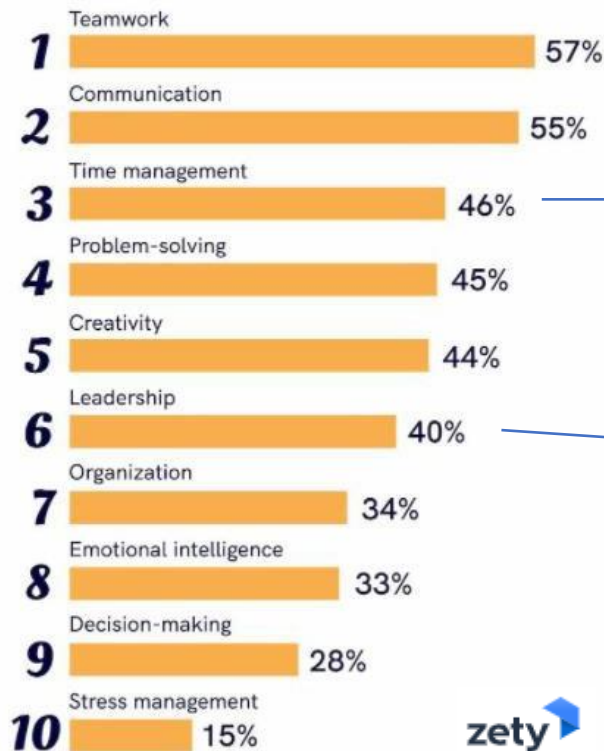 Teamwork
1 57%
Communication
2 55%
Time management
3 46%
Problem-solving
4 45%
Creativity
5 44%
Leadership
6 40%
Organization
7 34%
Emotional intelligence
8 33%
Decision-making
9 28%
Stress management
10 15%
zety